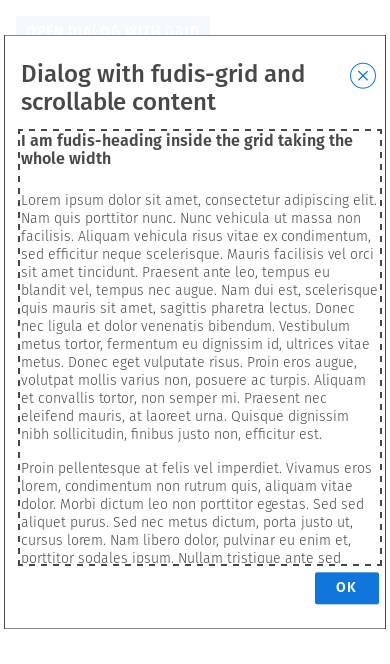 OPEN DIALOG WITH GRID
Dialog with fudis-grid and
scrollable content
I am fudis-heading inside the grid taking the
whole width
Lorem ipsum dolor sit amet, consectetur adipiscing elit.
Nam quis porttitor nunc. Nunc vehicula ut massa non
facilisis. Aliquam vehicula risus vitae ex condimentum,
sed efficitur neque scelerisque. Mauris facilisis vel orci
sit amet tincidunt. Praesent ante leo, tempus eu
blandit vel, tempus nec augue. Nam dui est, scelerisque
quis mauris sit amet, sagittis pharetra lectus. Donec
nec ligula et dolor venenatis bibendum. Vestibulum
metus tortor, fermentum eu dignissim id, ultrices vitae
metus. Donec eget vulputate risus. Proin eros augue,
volutpat mollis varius non, posuere ac turpis. Aliquam
et convallis tortor, non semper mi. Praesent nec
eleifend mauris, at laoreet urna. Quisque dignissim
nibh sollicitudin, finibus justo non, efficitur est.
Proin pellentesque at felis vel imperdiet. Vivamus eros
lorem, condimentum non rutrum quis, aliquam vitae
dolor. Morbi dictum leo non porttitor egestas. Sed sed
aliquet purus. Sed nec metus dictum, porta justo ut,
cursus lorem. Nam libero dolor, pulvinar eu enim et,
porttitor sodales ipsum. Nullam tristique ante sed
OK